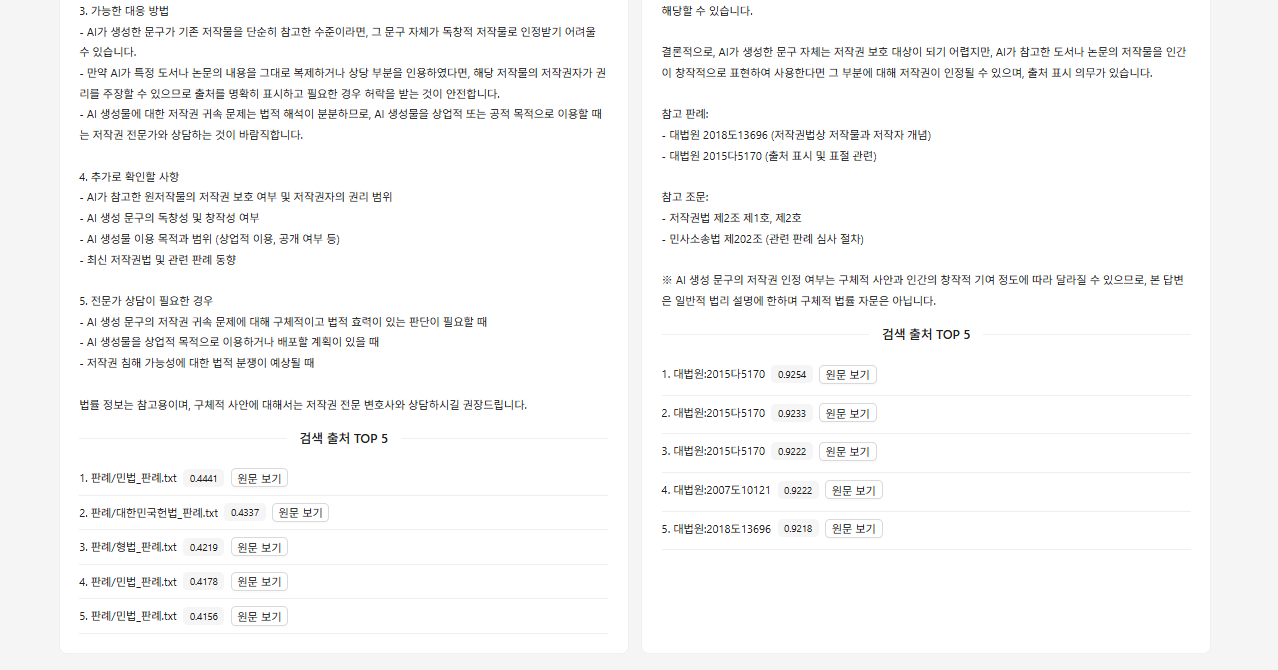 3. 가능한 대응 방법
- AI가 생성한 문구가 기존 저작물을 단순히 참고한 수준이라면, 그 문구 자체가 독창적 저작물로 인정받기 어려울
수 있습니다.
- 만약 AI가 특정 도서나 논문의 내용을 그대로 복제하거나 상당 부분을 인용하였다면, 해당 저작물의 저작권자가 권
리를 주장할 수 있으므로 출처를 명확히 표시하고 필요한 경우 허락을 받는 것이 안전합니다.
- AI 생성물에 대한 저작권 귀속 문제는 법적 해석이 분분하므로, AI 생성물을 상업적 또는 공적 목적으로 이용할 때
는 저작권 전문가와 상담하는 것이 바람직합니다.
4. 추가로 확인할 사항
- AI가 참고한 원저작물의 저작권 보호 여부 및 저작권자의 권리 범위
- AI 생성 문구의 독창성 및 창작성 여부
- AI 생성물 이용 목적과 범위 (상업적 이용, 공개 여부 등)
- 최신 저작권법 및 관련 판례 동향
5. 전문가 상담이 필요한 경우
- AI 생성 문구의 저작권 귀속 문제에 대해 구체적이고 법적 효력이 있는 판단이 필요할 때
- AI 생성물을 상업적 목적으로 이용하거나 배포할 계획이 있을 때
- 저작권 침해 가능성에 대한 법적 분쟁이 예상될 때
법률 정보는 참고용이며, 구체적 사안에 대해서는 저작권 전문 변호사와 상담하시길 권장드립니다.
검색 출처 TOP 5
1. 판례/민법_판례.txt 0.4441 원문 보기
2. 판례/대한민국헌법_판례.txt 0.4337 원문 보기
3. 판례/형법_판례.txt 0.4219 원문 보기
4. 판례/민법_판례.txt 0.4178 원문 보기
5. 판례/민법_판례.txt 0.4156 원문 보기
해당할 수 있습니다.
결론적으로, AI가 생성한 문구 자체는 저작권 보호 대상이 되기 어렵지만, AI가 참고한 도서나 논문의 저작물을 인간
이 창작적으로 표현하여 사용한다면 그 부분에 대해 저작권이 인정될 수 있으며, 출처 표시 의무가 있습니다.
참고 판례:
- 대법원 2018도13696 (저작권법상 저작물과 저작자 개념)
- 대법원 2015다5170 (출처 표시 및 표절 관련)
참고 조문:
- 저작권법 제2조 제1호, 제2호
- 민사소송법 제202조 (관련 판례 심사 절차)
※ AI 생성 문구의 저작권 인정 여부는 구체적 사안과 인간의 창작적 기여 정도에 따라 달라질 수 있으므로, 본 답변
은 일반적 법리 설명에 한하며 구체적 법률 자문은 아닙니다.
검색 출처 TOP 5
1. 대법원:2015다5170 0.9254 원문 보기
2. 대법원:2015다5170 0.9233 원문 보기
3. 대법원:2015다5170 0.9222 원문 보기
4. 대법원:2007도10121 0.9222 원문 보기
5. 대법원:2018도13696 0.9218 원문 보기